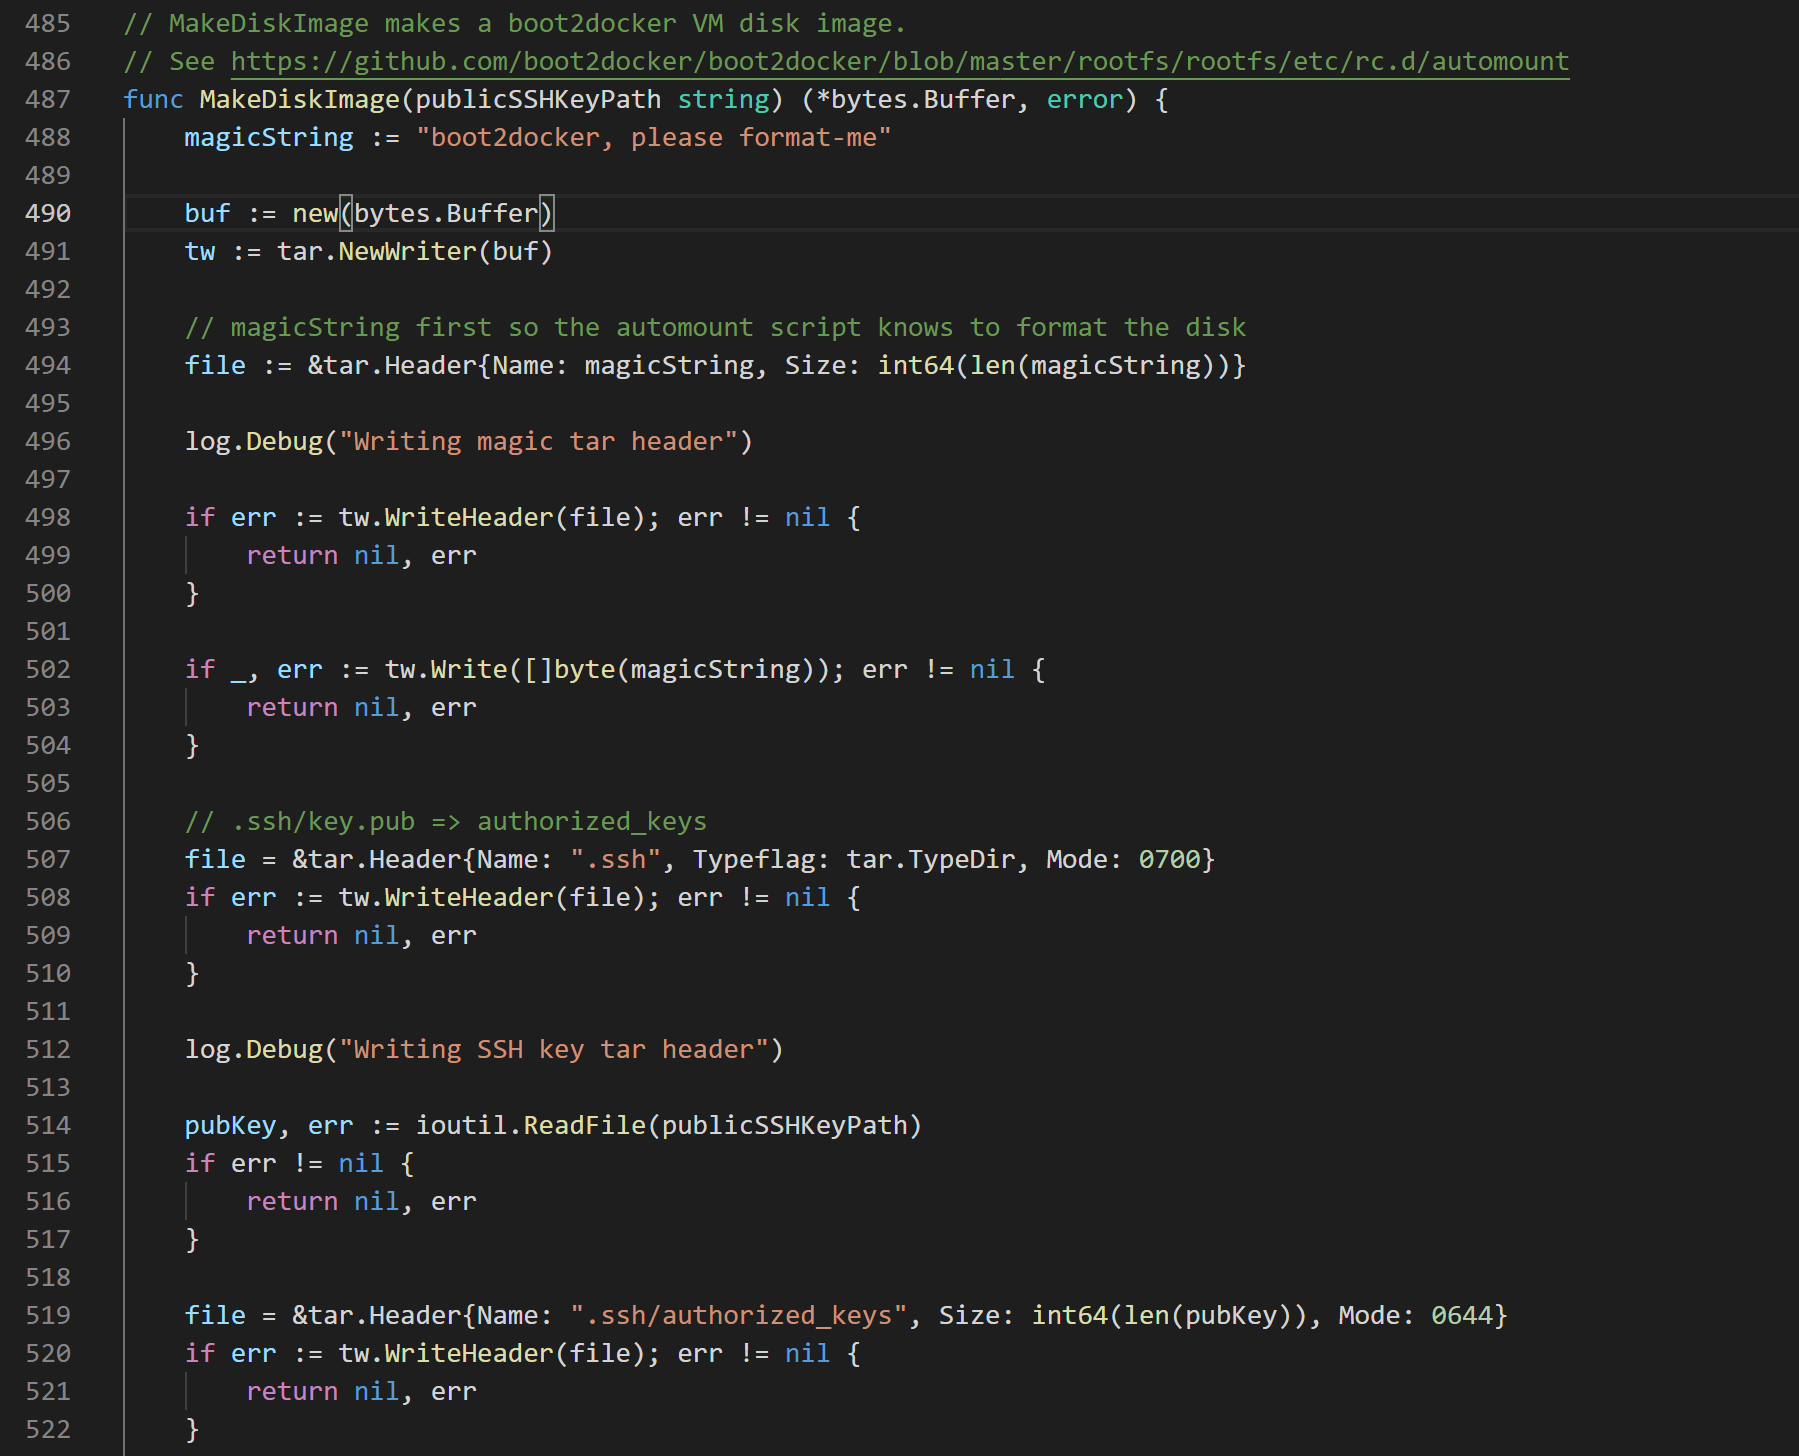 485 // MakeDiskImage makes a boot2docker VM disk image.
486 // See https://github.com/boot2docker/boot2docker/blob/master/rootfs/rootfs/etc/rc.d/automount
487 func MakeDiskImage(publicSSHKeyPath string) (*bytes.Buffer, error) {
488     magicString := "boot2docker, please format-me"
489
490     buf := new(bytes.Buffer)
491     tw := tar.NewWriter(buf)
492
493     // magicString first so the automount script knows to format the disk
494     file := &tar.Header{Name: magicString, Size: int64(len(magicString))}
495
496     log.Debug("Writing magic tar header")
497
498     if err := tw.WriteHeader(file); err != nil {
499         return nil, err
500     }
501
502     if _, err := tw.Write([]byte(magicString)); err != nil {
503         return nil, err
504     }
505
506     // .ssh/key.pub => authorized_keys
507     file = &tar.Header{Name: ".ssh", Typeflag: tar.TypeDir, Mode: 0700}
508     if err := tw.WriteHeader(file); err != nil {
509         return nil, err
510     }
511
512     log.Debug("Writing SSH key tar header")
513
514     pubKey, err := ioutil.ReadFile(publicSSHKeyPath)
515     if err != nil {
516         return nil, err
517     }
518
519     file = &tar.Header{Name: ".ssh/authorized_keys", Size: int64(len(pubKey)), Mode: 0644}
520     if err := tw.WriteHeader(file); err != nil {
521         return nil, err
522     }